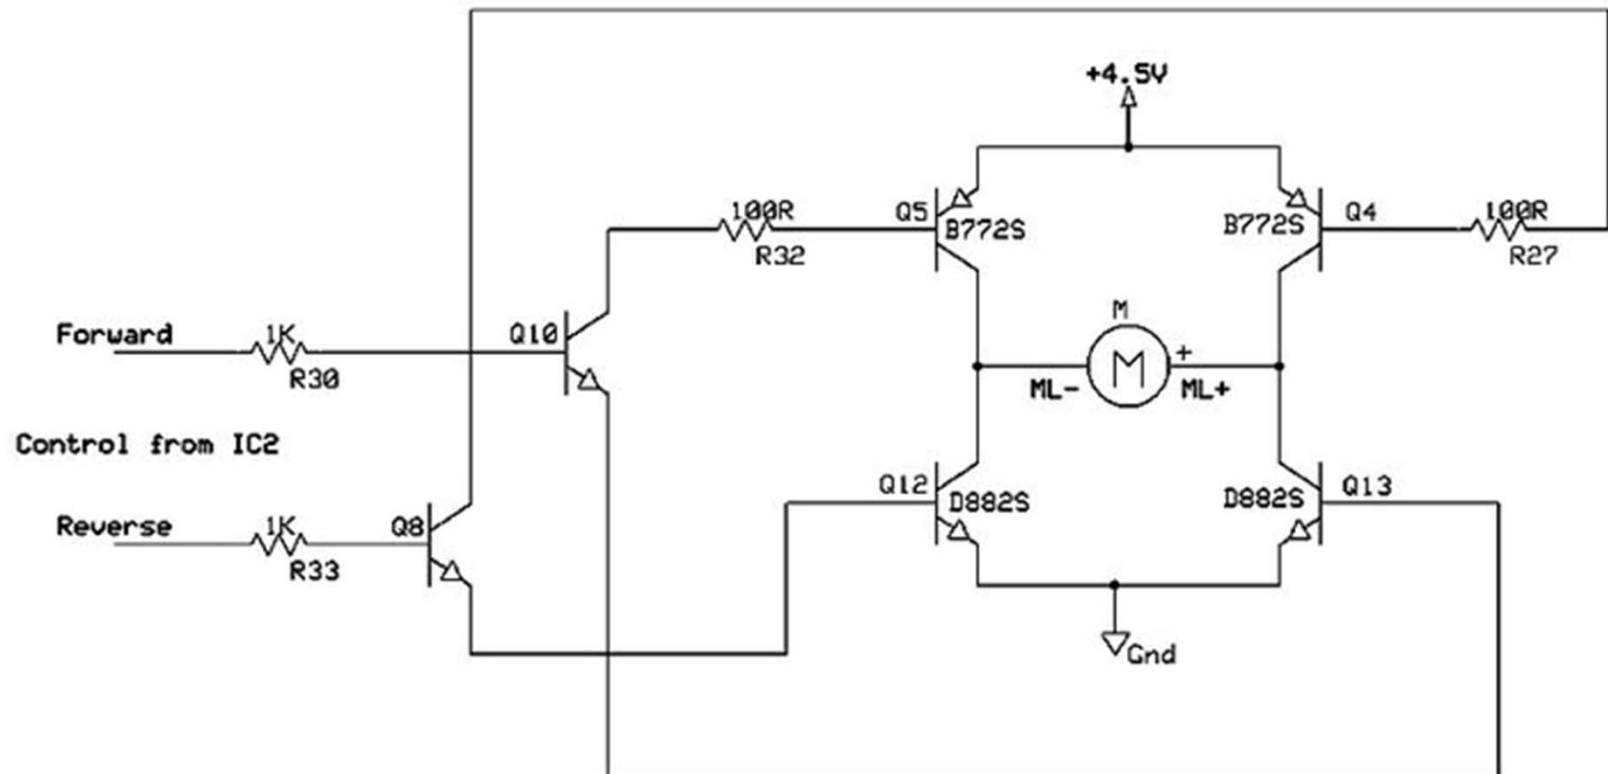 +4.5V
100R
Q5
B772S
R32
B772S
Q4
100R
R27
Forward
1K
R30
Q10
M
M
+
ML-
ML+
Control from IC2
Reverse
1K
R33
Q8
Q12
D882S
D882S
Q13
Gnd